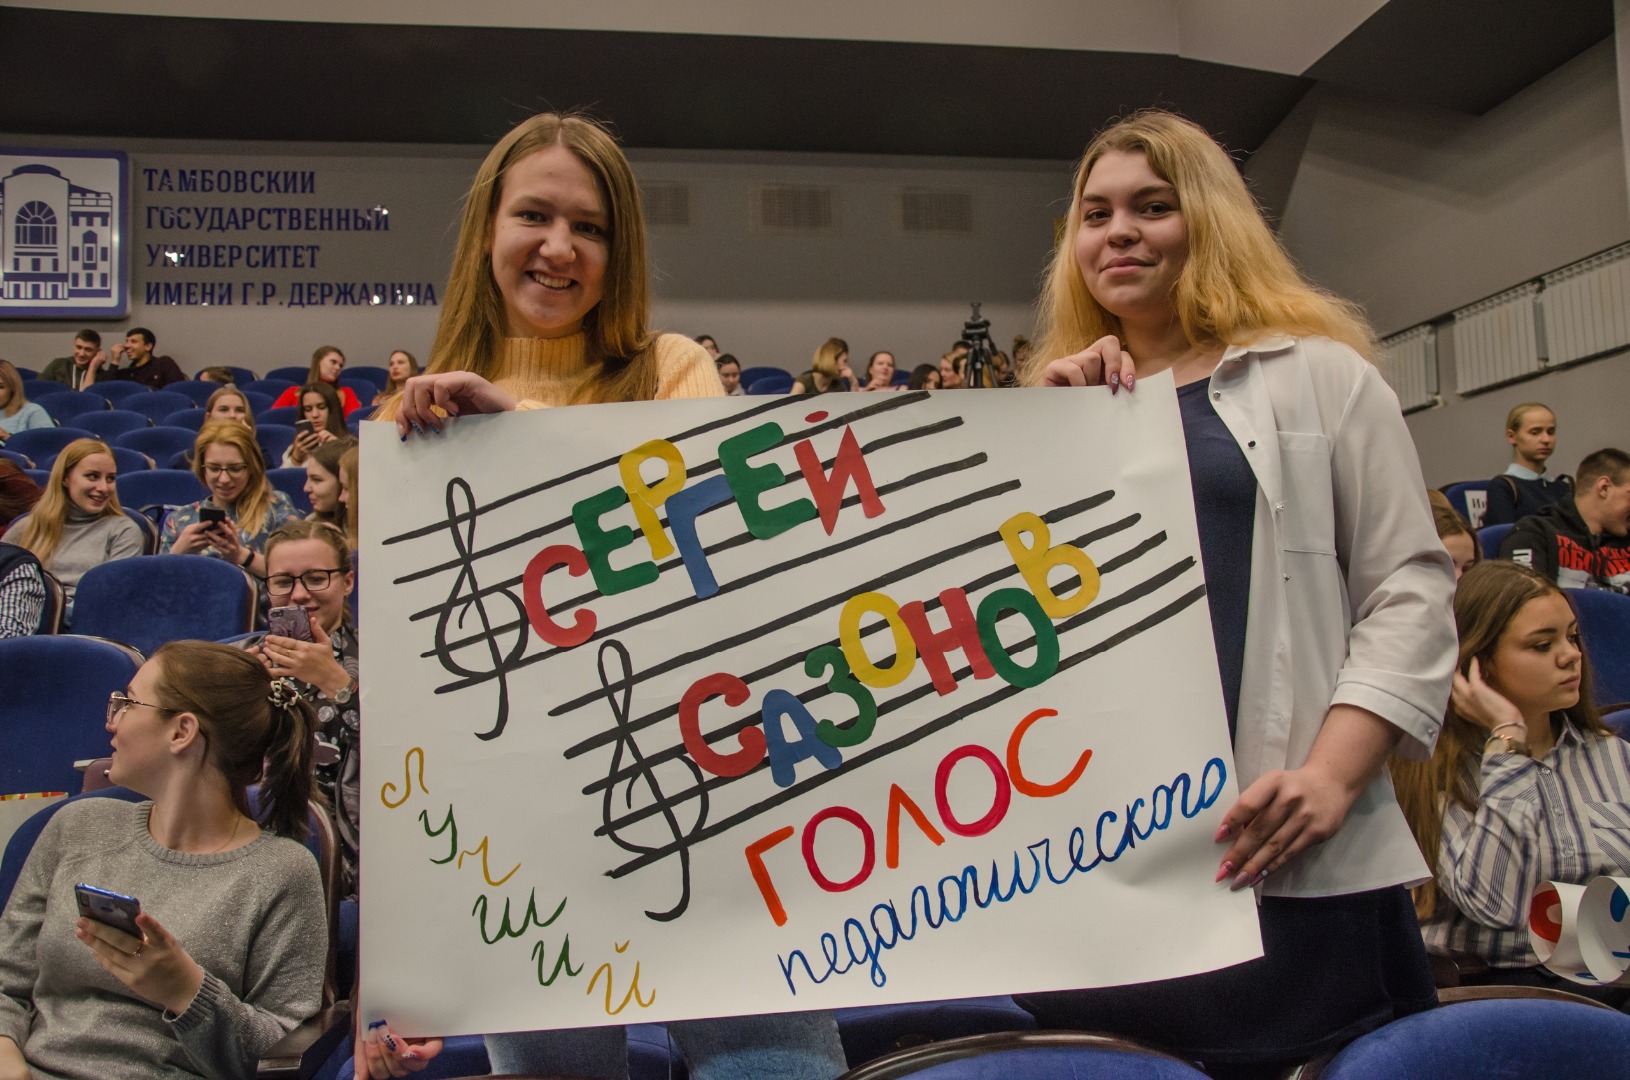 ТАМБОВСКИЙ
ГОСУДАРСТВЕННЫЙ
УНИВЕРСИТЕТ
ИМЕНИ Г.Р. ДЕРЖАВИНА
СЕРГЕЙ
САЗОНОВ
Лучший
ГОЛОС
педагогического